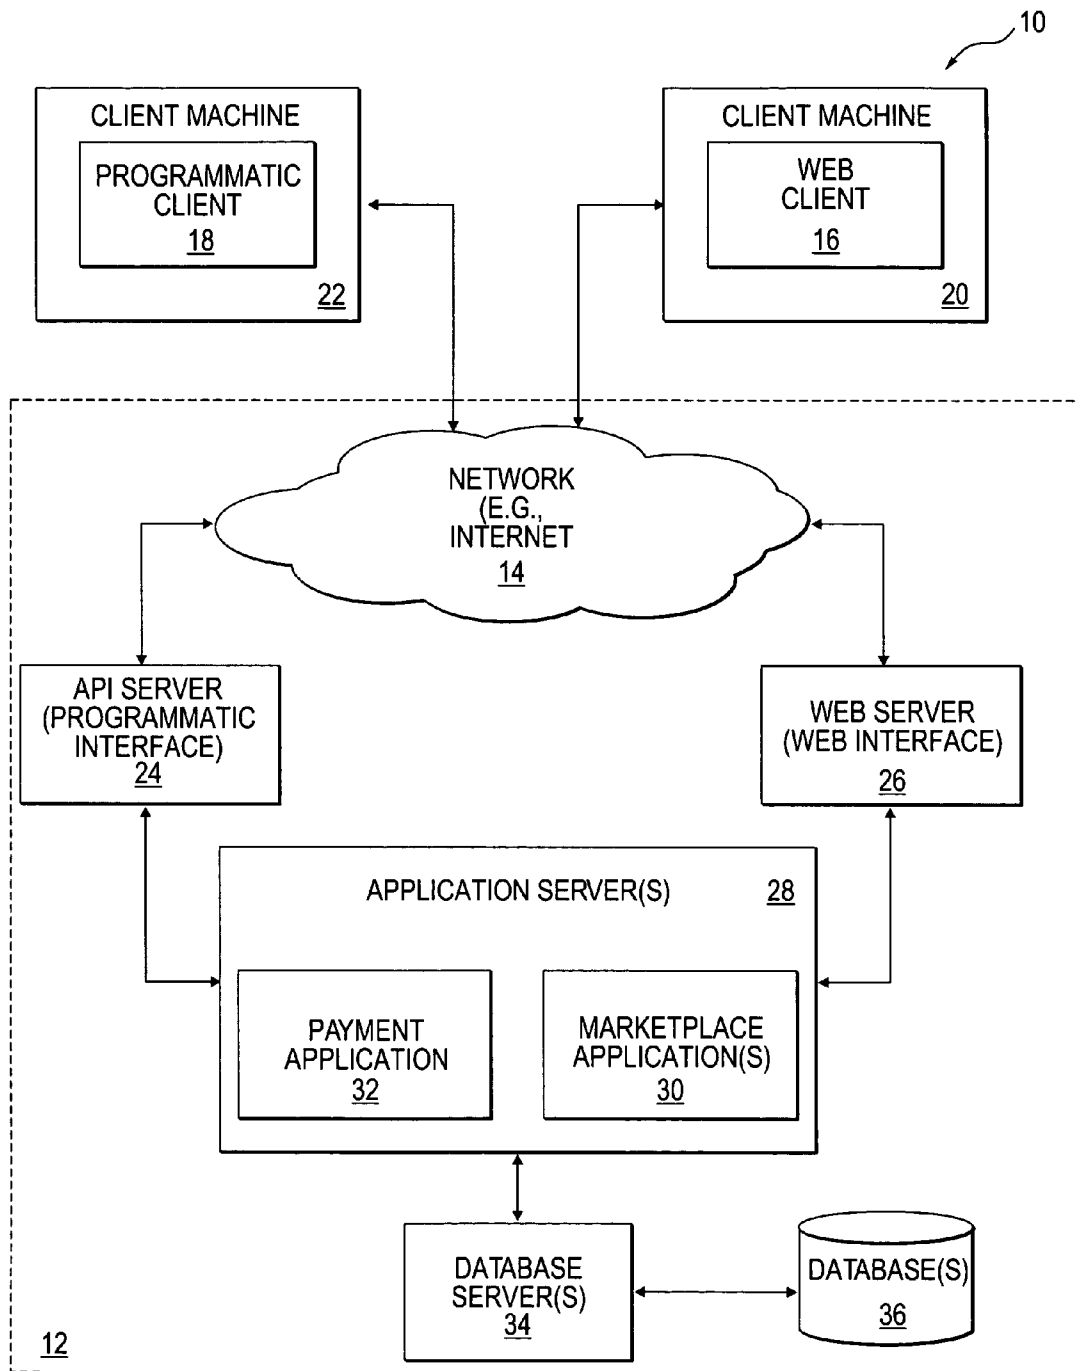 10
CLIENT MACHINE
PROGRAMMATIC
CLIENT
18
22
CLIENT MACHINE
WEB
CLIENT
16
20
NETWORK
(E.G.,
INTERNET
14
API SERVER
(PROGRAMMATIC
INTERFACE)
24
WEB SERVER
(WEB INTERFACE)
26
APPLICATION SERVER(S)
28
PAYMENT
APPLICATION
32
MARKETPLACE
APPLICATION(S)
30
DATABASE
SERVER(S)
34
DATABASE(S)
36
12